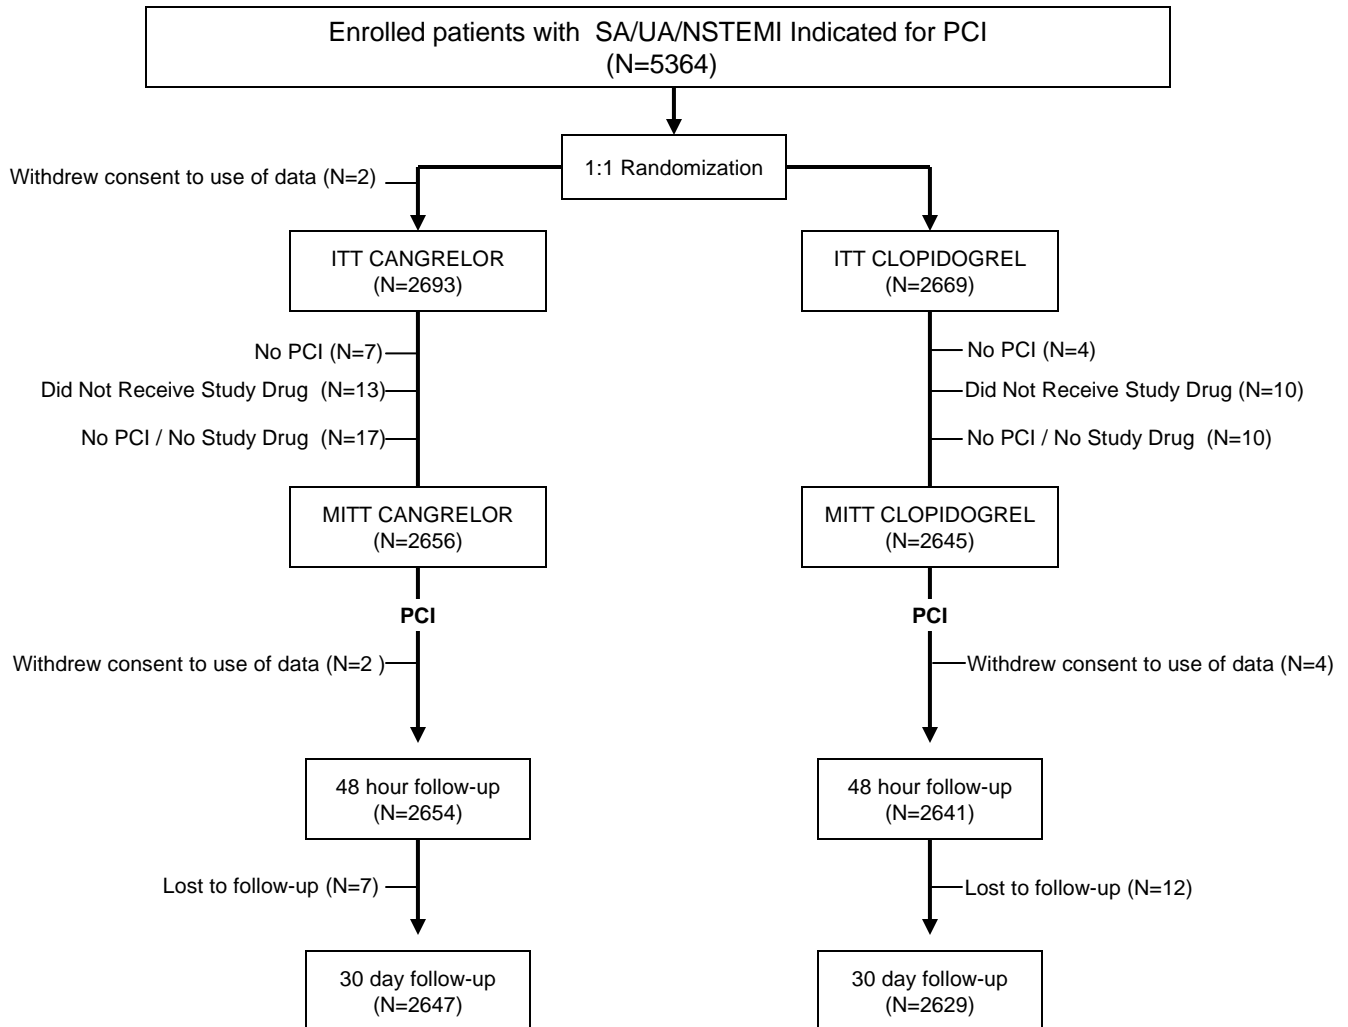 Enrolled patients with  SA/UA/NSTEMI Indicated for PCI
(N=5364)
1:1 Randomization
Withdrew consent to use of data (N=2)
ITT CANGRELOR
(N=2693)
ITT CLOPIDOGREL
(N=2669)
No PCI (N=7)
No PCI (N=4)
Did Not Receive Study Drug  (N=13)
Did Not Receive Study Drug (N=10)
No PCI / No Study Drug  (N=17)
No PCI / No Study Drug  (N=10)
MITT CANGRELOR
(N=2656)
MITT CLOPIDOGREL
(N=2645)
PCI
PCI
Withdrew consent to use of data (N=2 )
Withdrew consent to use of data (N=4)
48 hour follow-up
(N=2654)
48 hour follow-up
(N=2641)
Lost to follow-up (N=7)
Lost to follow-up (N=12)
30 day follow-up
(N=2647)
30 day follow-up
(N=2629)